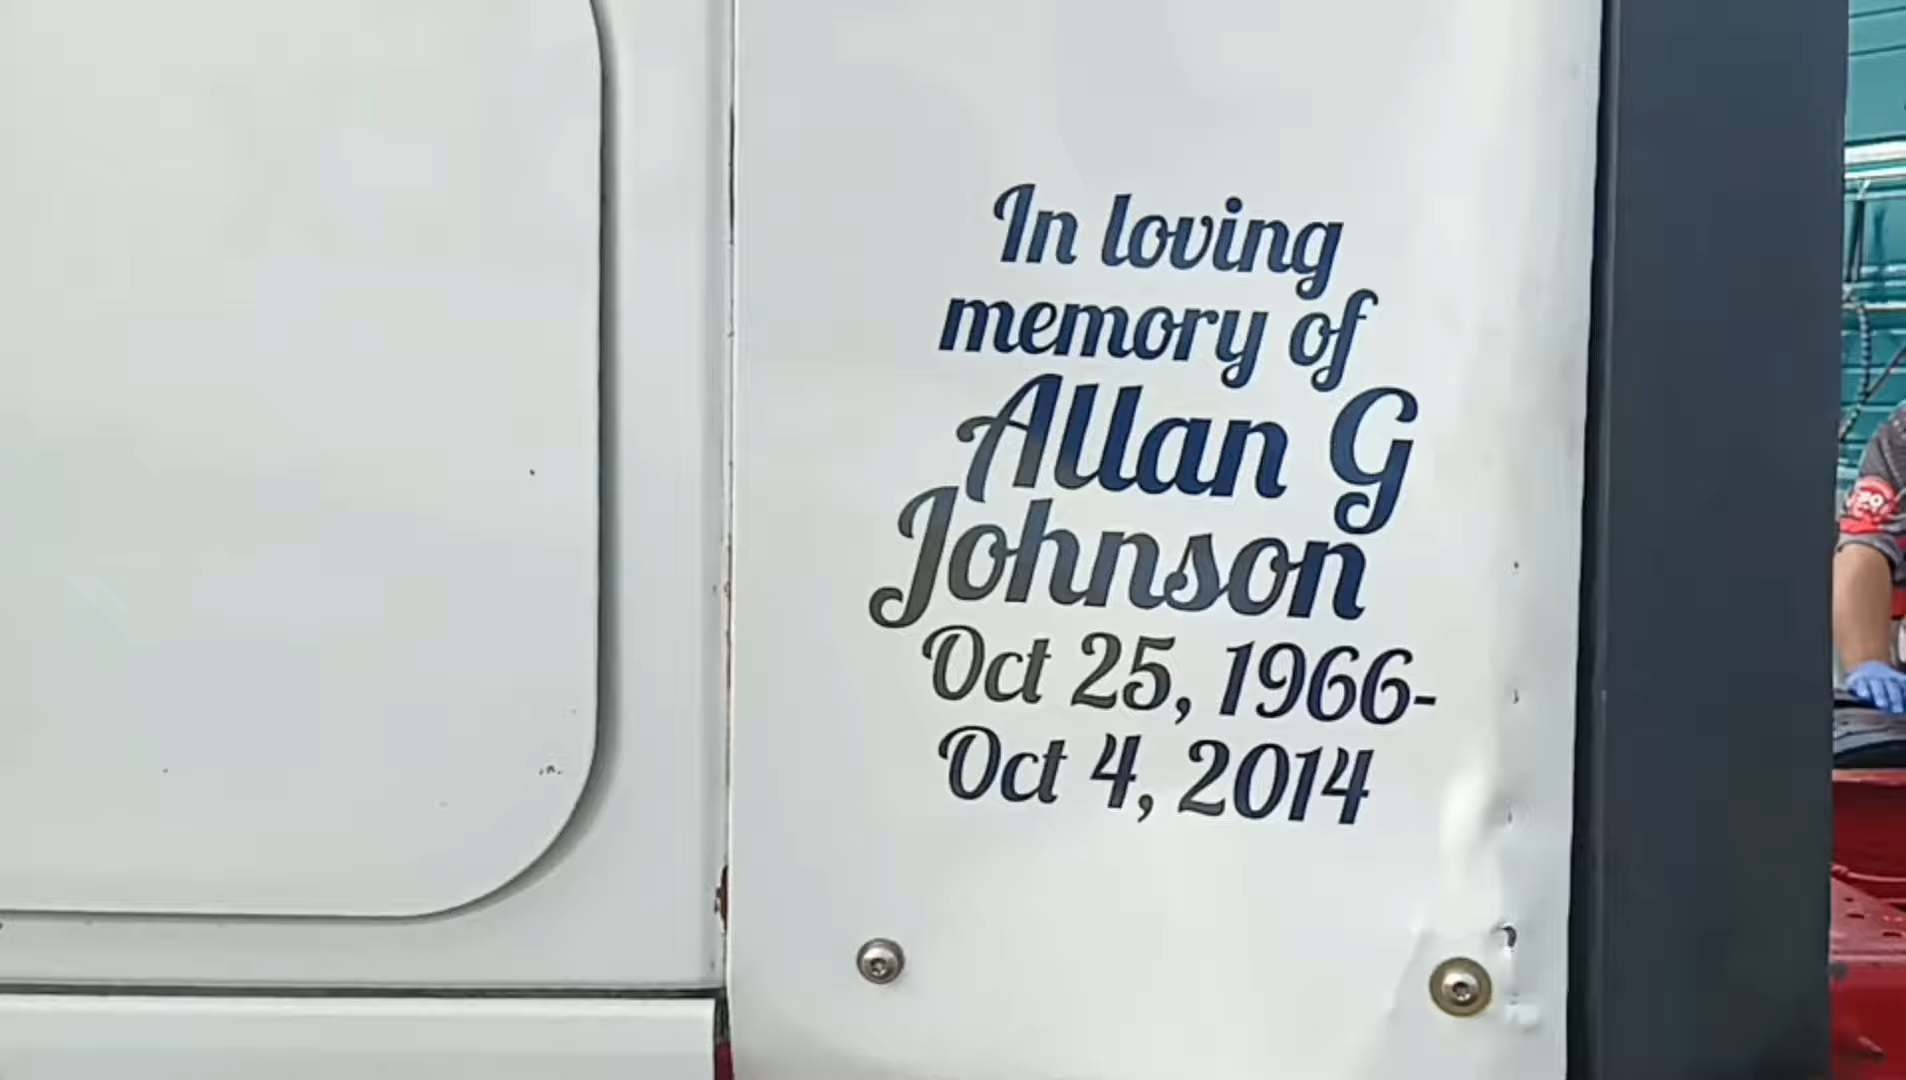 In loving
memory of
Allan G
Johnson
Oct 25, 1966-
Oct 4, 2014